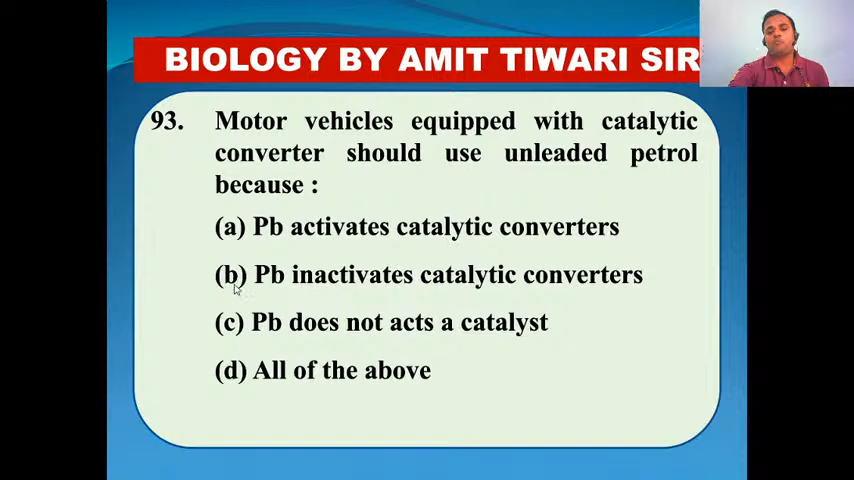 BIOLOGY BY AMIT TIWARI SIR
93. Motor vehicles equipped with catalytic
converter should use unleaded petrol
because :
(a) Pb activates catalytic converters
(b) Pb inactivates catalytic converters
(c) Pb does not acts a catalyst
(d) All of the above